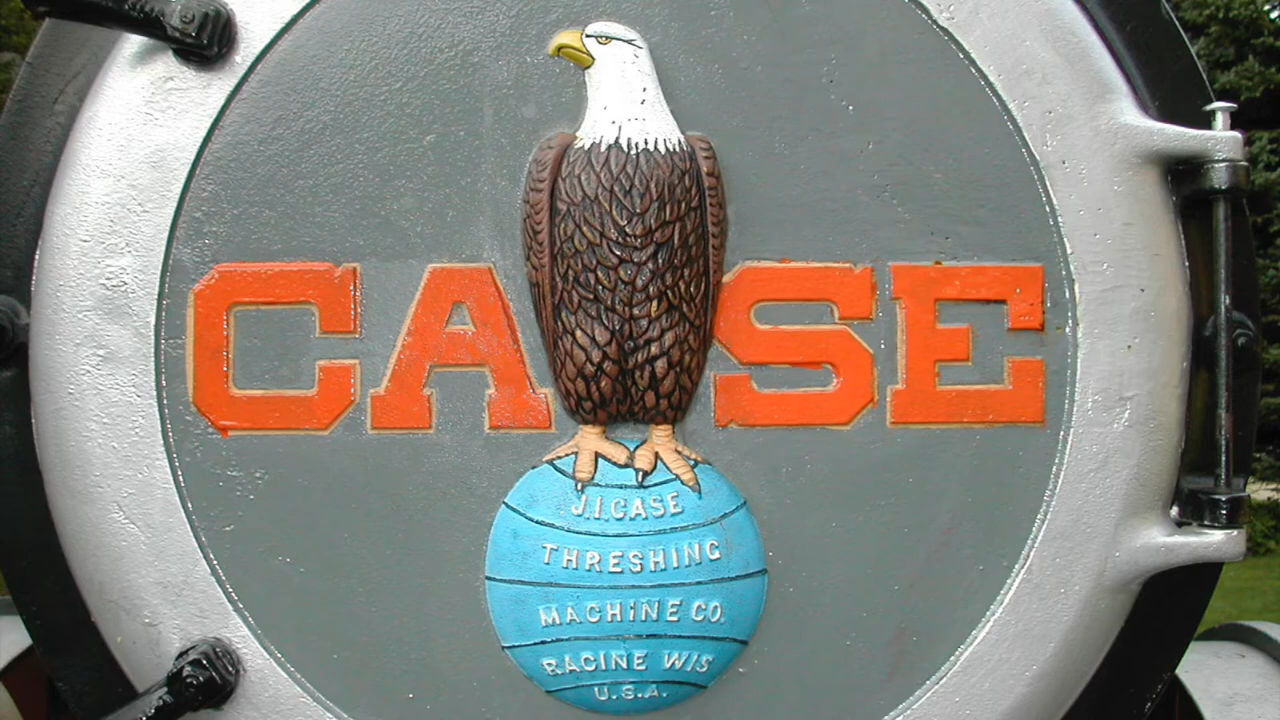 CASE
J.I. CASE
THRESHING
MACHINE CO.
RACINE WIS
U.S.A.